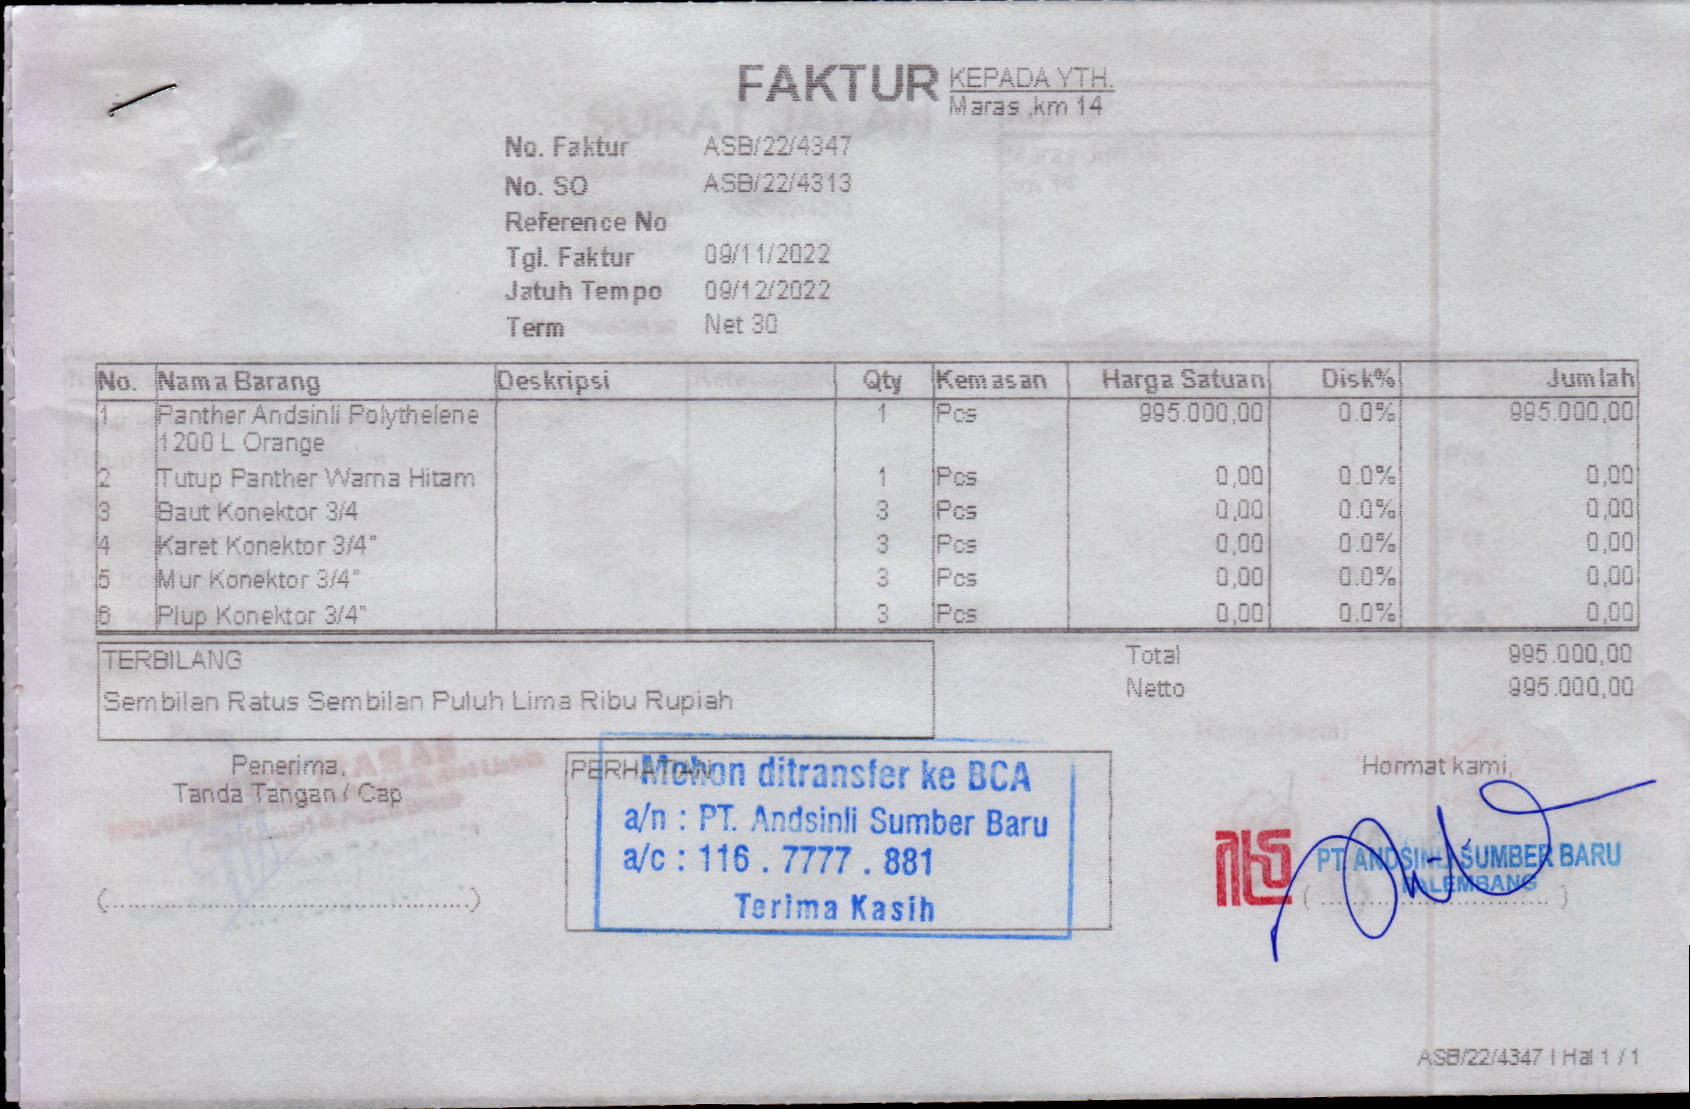 FAKTUR
KEPADA YTH.
Maras ,km 14
No. Faktur ASB/22/4347
No. SO ASB/22/4313
Reference No
Tgl. Faktur 09/11/2022
Jatuh Tempo 09/12/2022
Term Net 30
No. Nama Barang Deskripsi Qty Kemasan Harga Satuan Disk% Jumlah
1 Panther Andsinli Polythelene 1 Pcs 995.000,00 0.0% 995.000,00
1200 L Orange
2 Tutup Panther Warna Hitam 1 Pcs 0,00 0.0% 0,00
3 Baut Konektor 3/4 3 Pcs 0,00 0.0% 0,00
4 Karet Konektor 3/4" 3 Pcs 0,00 0.0% 0,00
5 Mur Konektor 3/4" 3 Pcs 0,00 0.0% 0,00
6 Plup Konektor 3/4" 3 Pcs 0,00 0.0% 0,00
TERBILANG
Sembilan Ratus Sembilan Puluh Lima Ribu Rupiah
Total 995.000,00
Netto 995.000,00
Penerima,
Tanda Tangan / Cap
(....................................................)
PERHATIAN
Mohon ditransfer ke BCA
a/n : PT. Andsinli Sumber Baru
a/c : 116 . 7777 . 881
Terima Kasih
Hormat kami,
PT. ANDSINLI SUMBER BARU
PALEMBANG
(....................................)
ASB/22/4347 | Hal 1 / 1